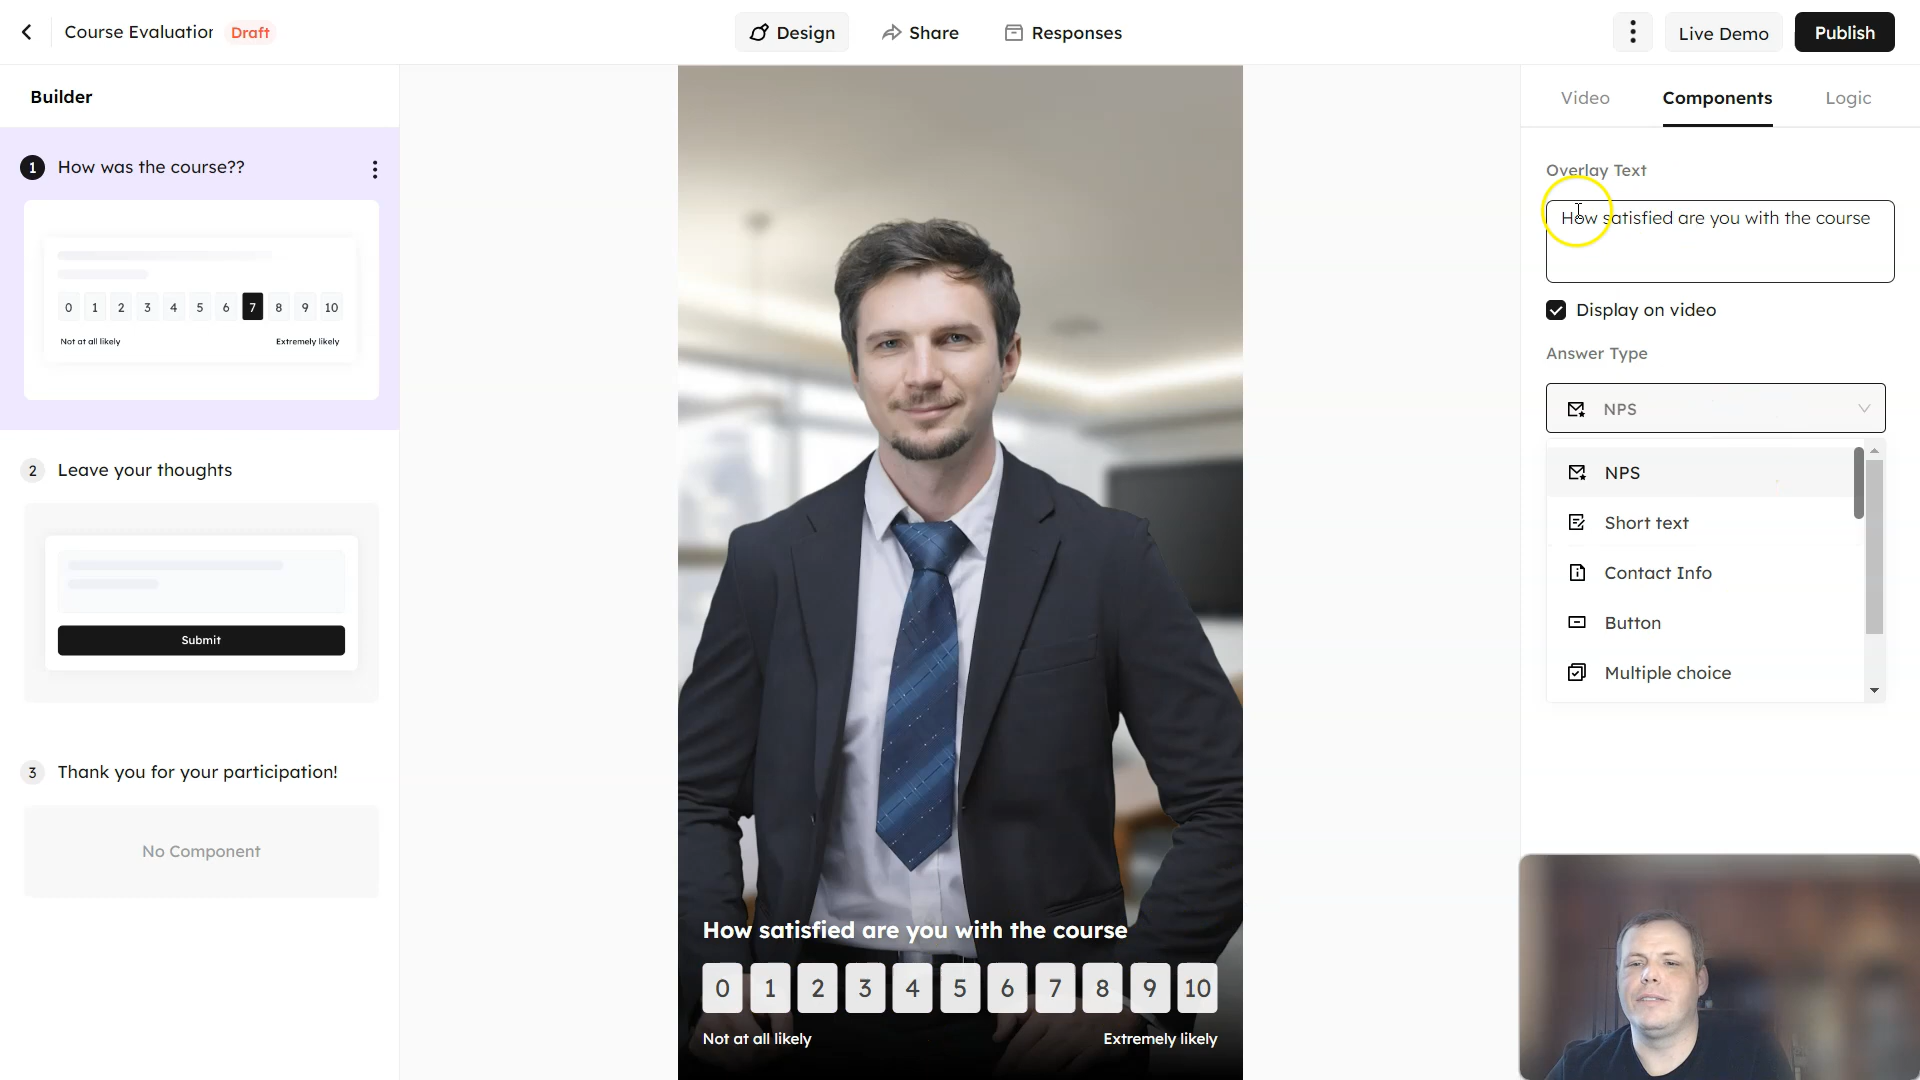 Course Evaluation
Draft
Design
Share
Responses
Live Demo
Publish
Builder
1
How was the course??
0 1 2 3 4 5 6 7 8 9 10
Not at all likely
Extremely likely
2
Leave your thoughts
Submit
3
Thank you for your participation!
No Component
How satisfied are you with the course
0 1 2 3 4 5 6 7 8 9 10
Not at all likely
Extremely likely
Video
Components
Logic
Overlay Text
How satisfied are you with the course
Display on video
Answer Type
NPS
NPS
Short text
Contact Info
Button
Multiple choice